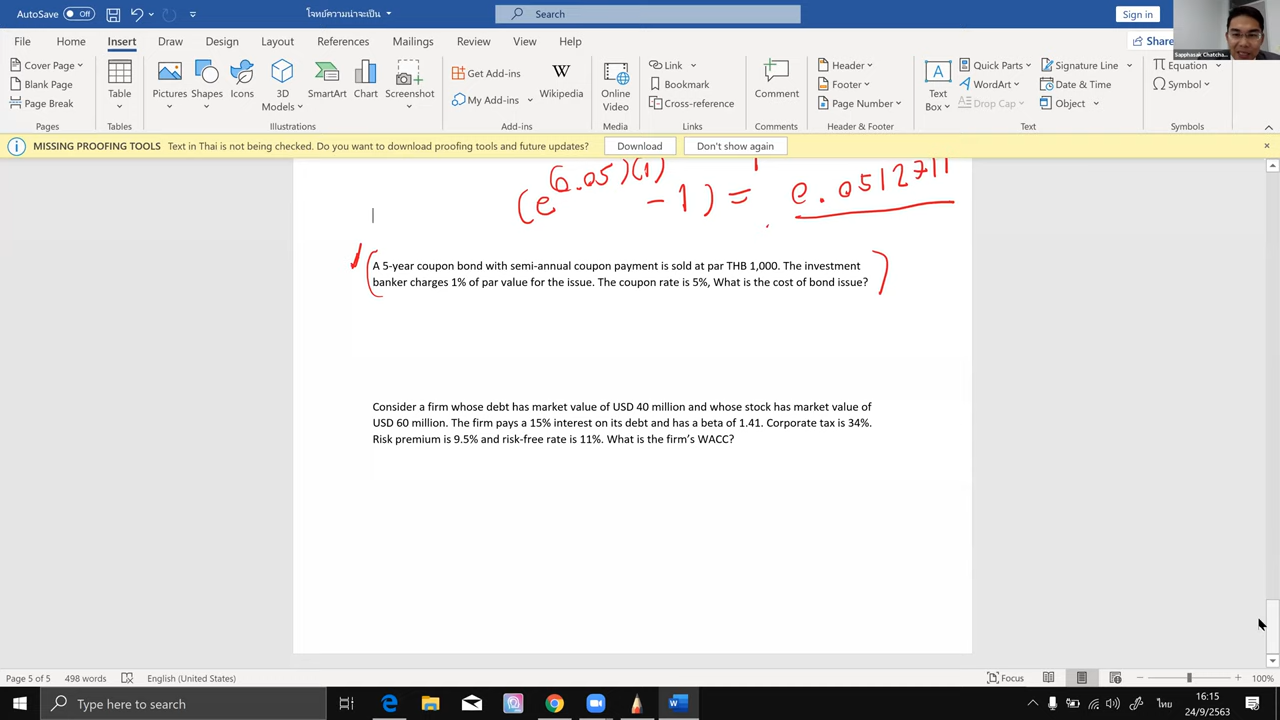 AutoSave Off
โจทย์ความน่าจะเป็น
Search
Sign in
File Home Insert Draw Design Layout References Mailings Review View Help
Share
Sapphasak Chatcha...
Cover Page
Blank Page
Page Break
Pages
Table
Tables
Pictures
Shapes
Icons
3D Models
SmartArt
Chart
Screenshot
Illustrations
Get Add-ins
My Add-ins
Wikipedia
Add-ins
Online Video
Media
Link
Bookmark
Cross-reference
Links
Comment
Comments
Header
Footer
Page Number
Header & Footer
Text Box
Quick Parts
WordArt
Drop Cap
Signature Line
Date & Time
Object
Text
Equation
Symbol
Symbols
MISSING PROOFING TOOLS Text in Thai is not being checked. Do you want to download proofing tools and future updates? Download Don't show again
(e^(0.05)(1) - 1) = 0.0512711
A 5-year coupon bond with semi-annual coupon payment is sold at par THB 1,000. The investment
banker charges 1% of par value for the issue. The coupon rate is 5%, What is the cost of bond issue?
Consider a firm whose debt has market value of USD 40 million and whose stock has market value of
USD 60 million. The firm pays a 15% interest on its debt and has a beta of 1.41. Corporate tax is 34%.
Risk premium is 9.5% and risk-free rate is 11%. What is the firm's WACC?
Page 5 of 5 498 words English (United States) Focus 100%
Type here to search
ไทย
16:15
24/9/2563